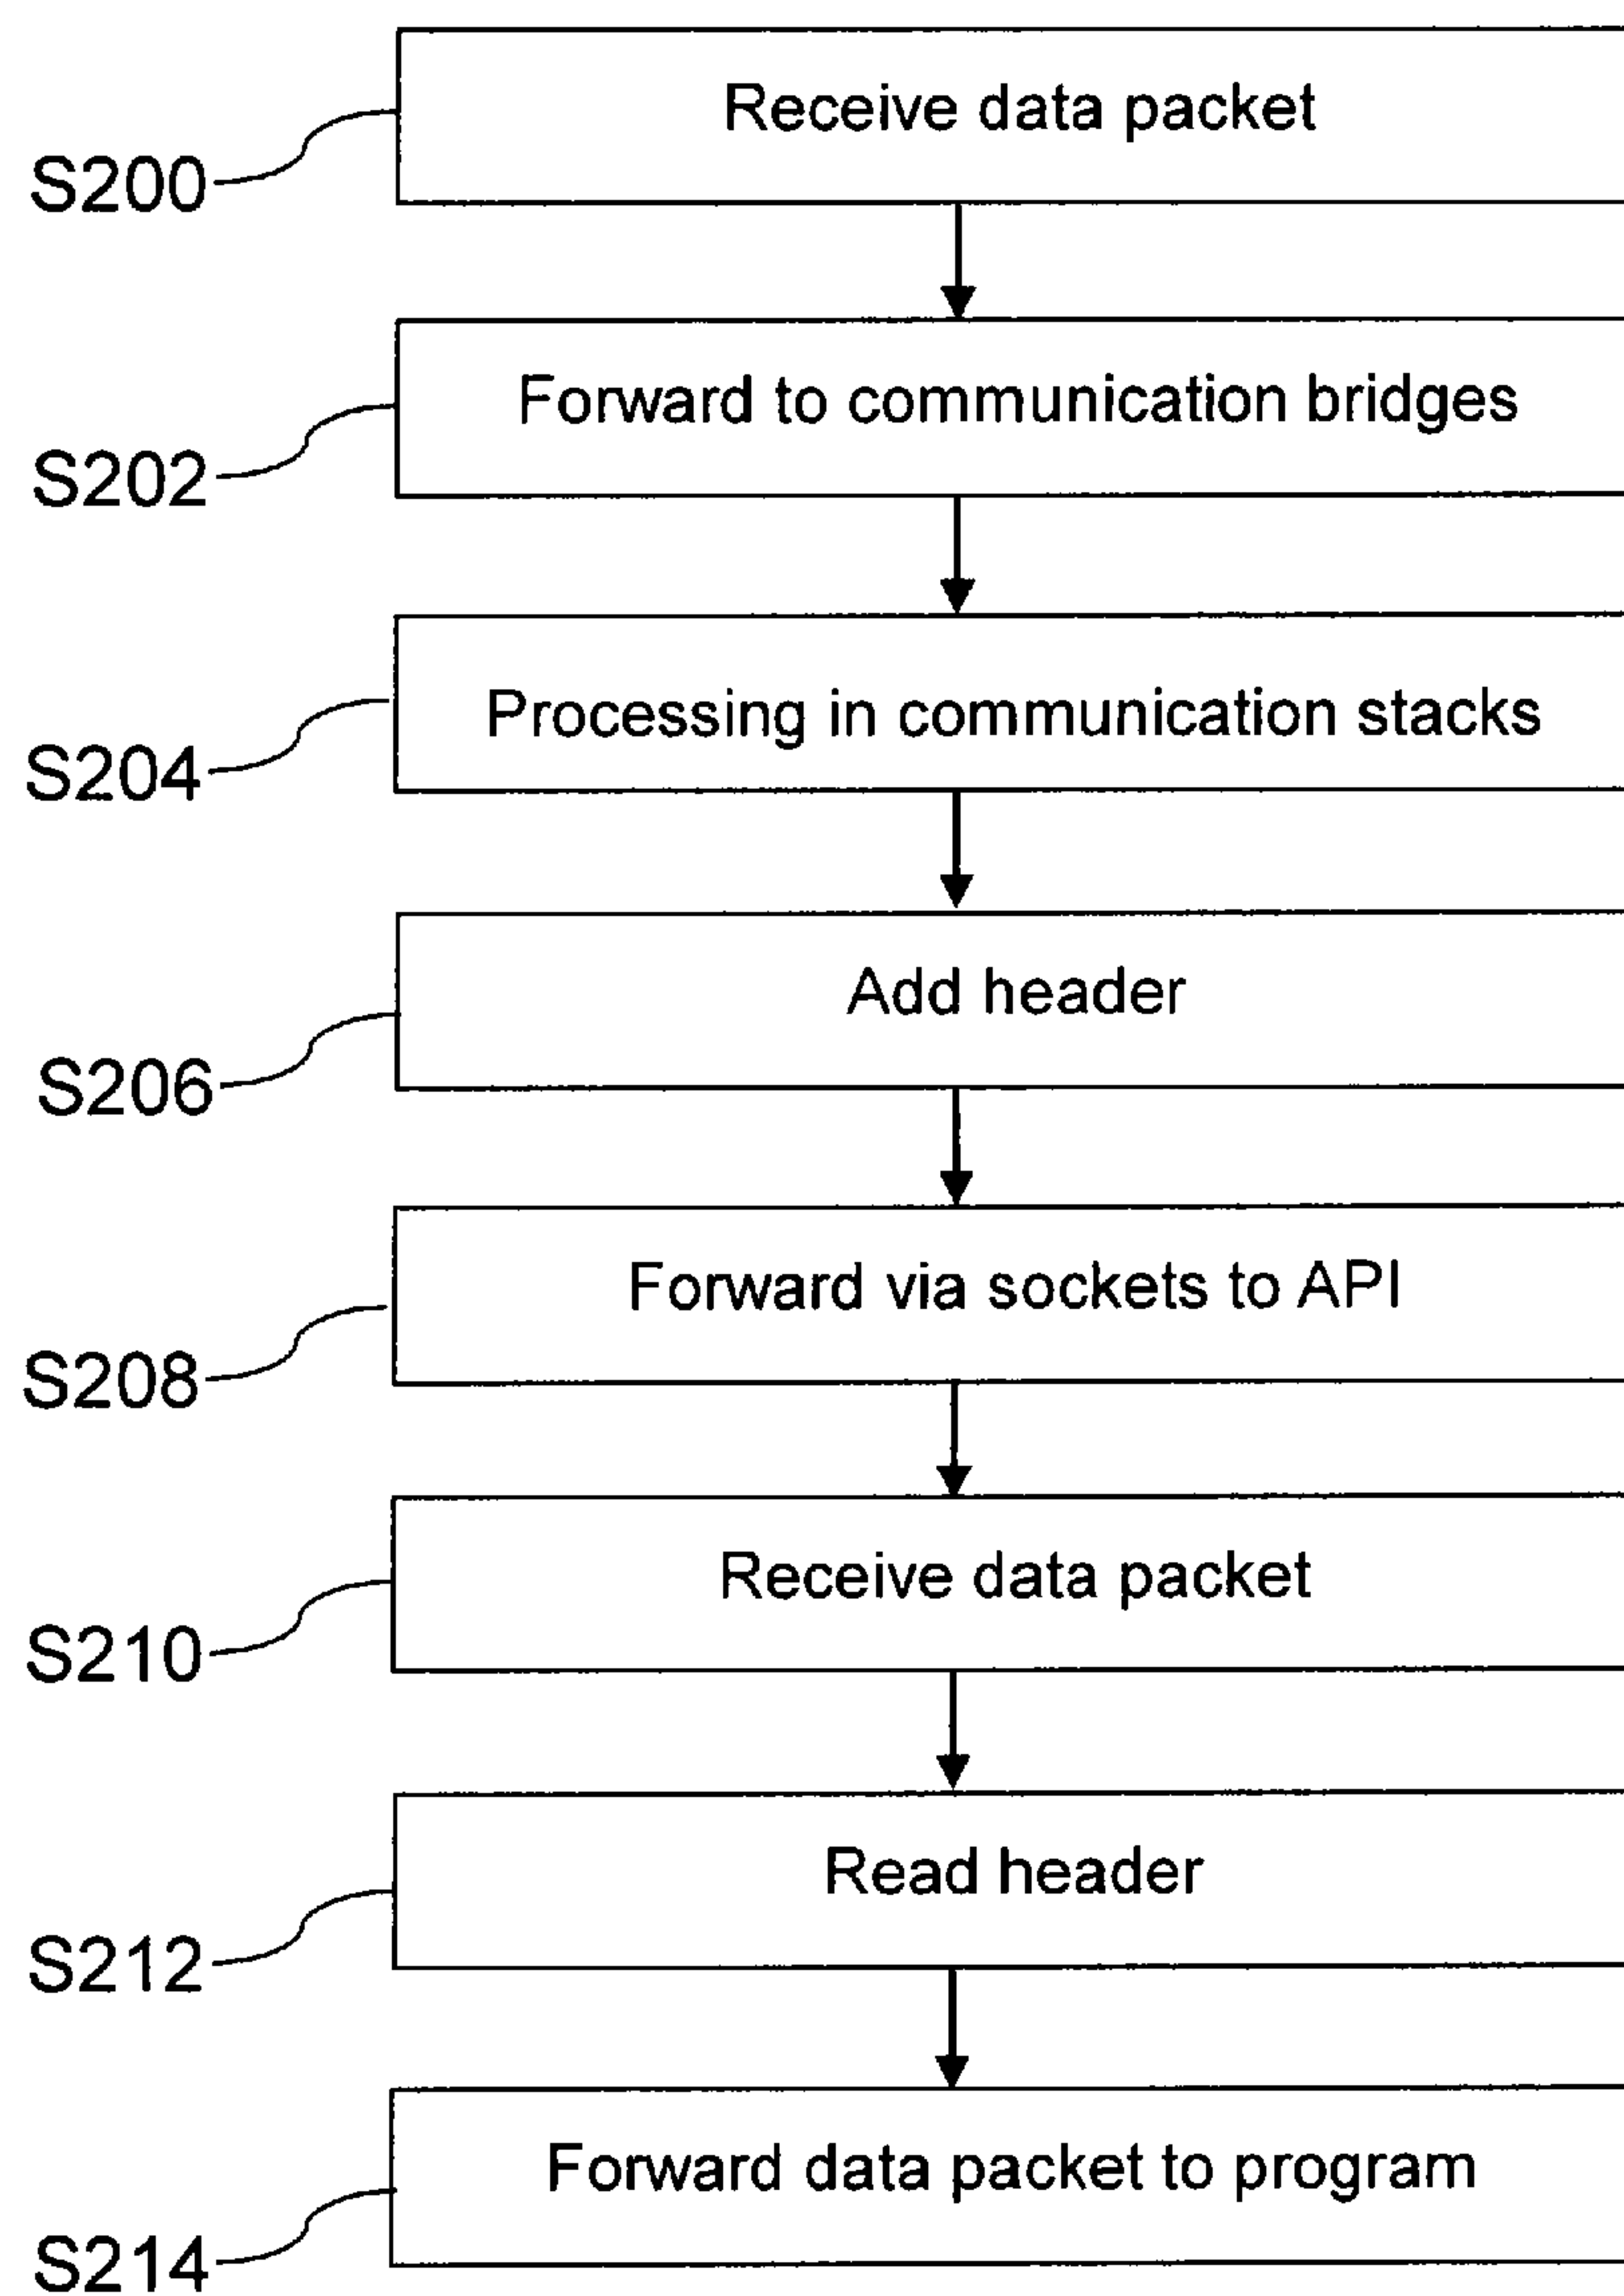 Receive data packet
S200
Forward to communication bridges
S202
Processing in communication stacks
S204
Add header
S206
Forward via sockets to API
S208
Receive data packet
S210
Read header
S212
Forward data packet to program
S214